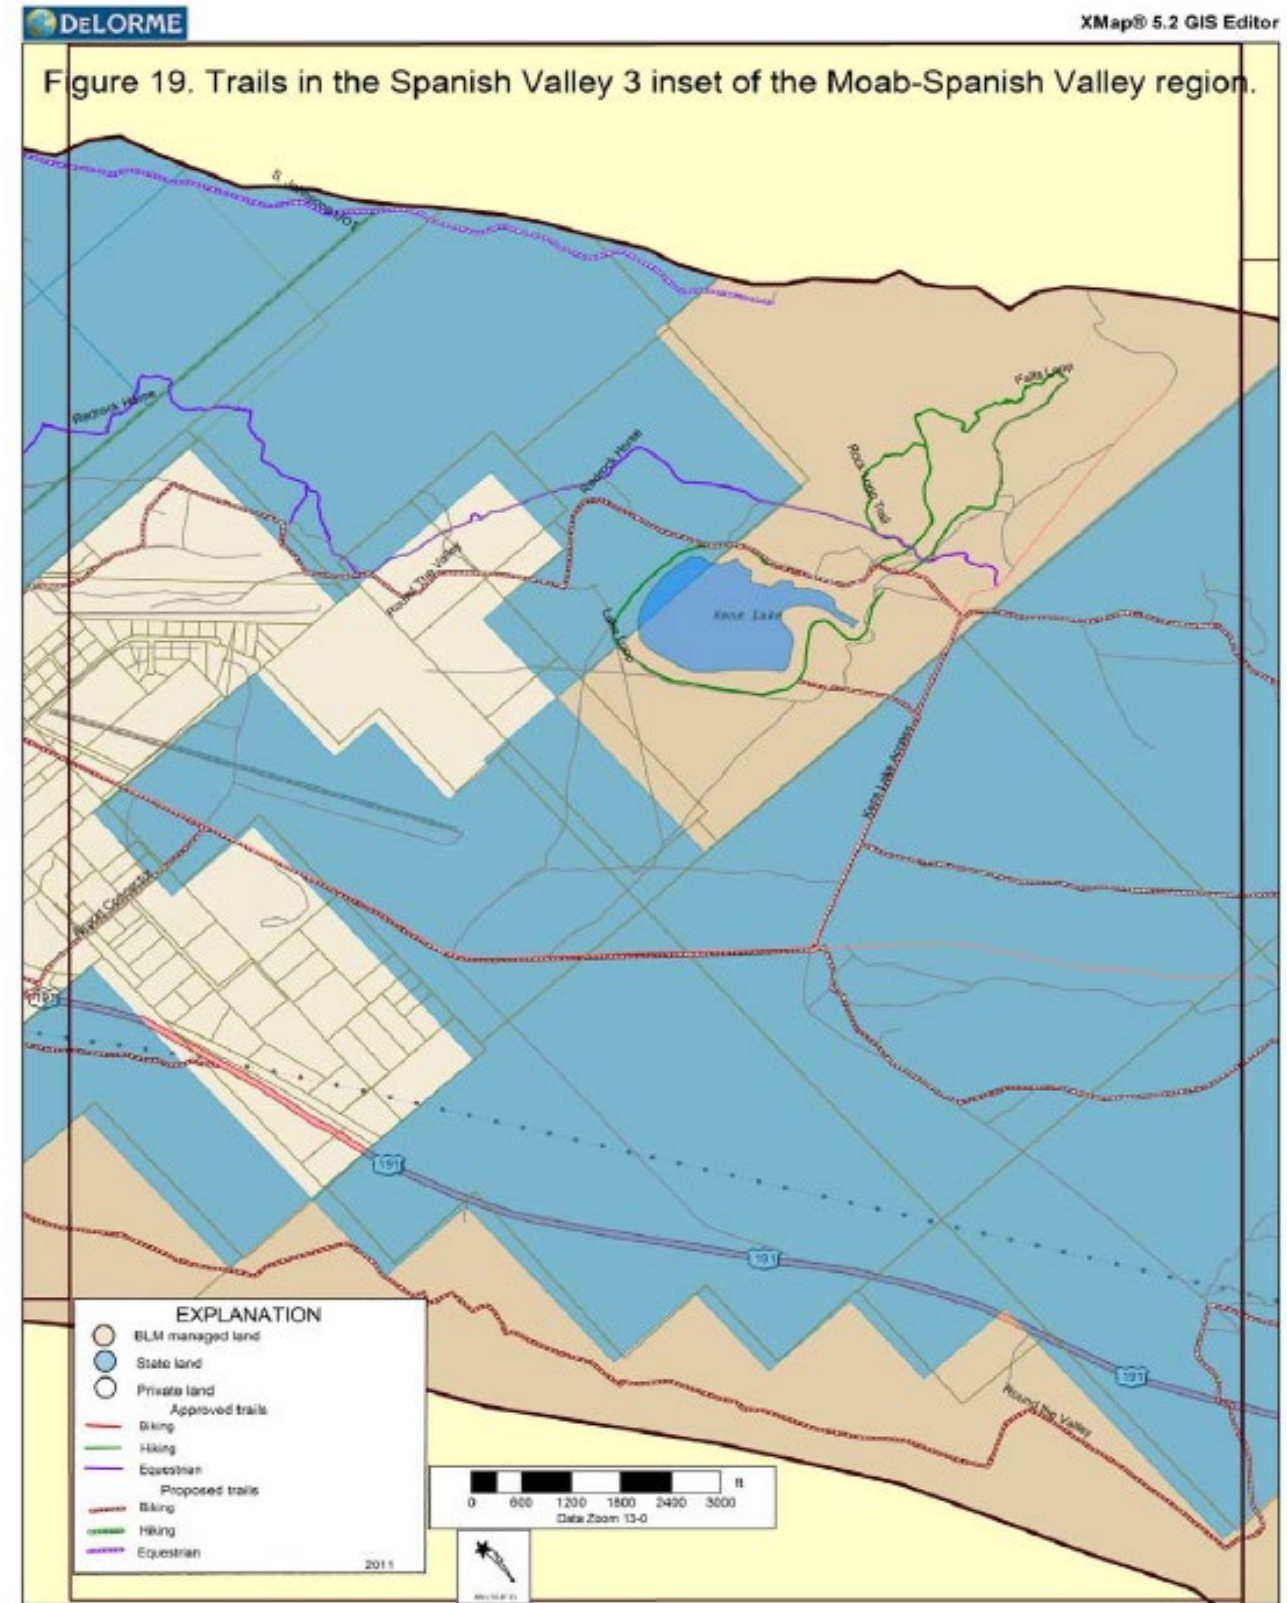 DELORME
XMap® 5.2 GIS Editor
Figure 19. Trails in the Spanish Valley 3 inset of the Moab-Spanish Valley region.
Falls Loop
Redrock Horse
Redrock Horse
Rock Loop Trail
Round The Valley
Kens Lake
Lake Loop
Kens Lake Access
191
191
191
191
Round the Valley
EXPLANATION
BLM managed land
State land
Private land
Approved trails
Biking
Hiking
Equestrian
Proposed trails
Biking
Hiking
Equestrian
2011
ft
0 600 1200 1800 2400 3000
Data Zoom 13-0